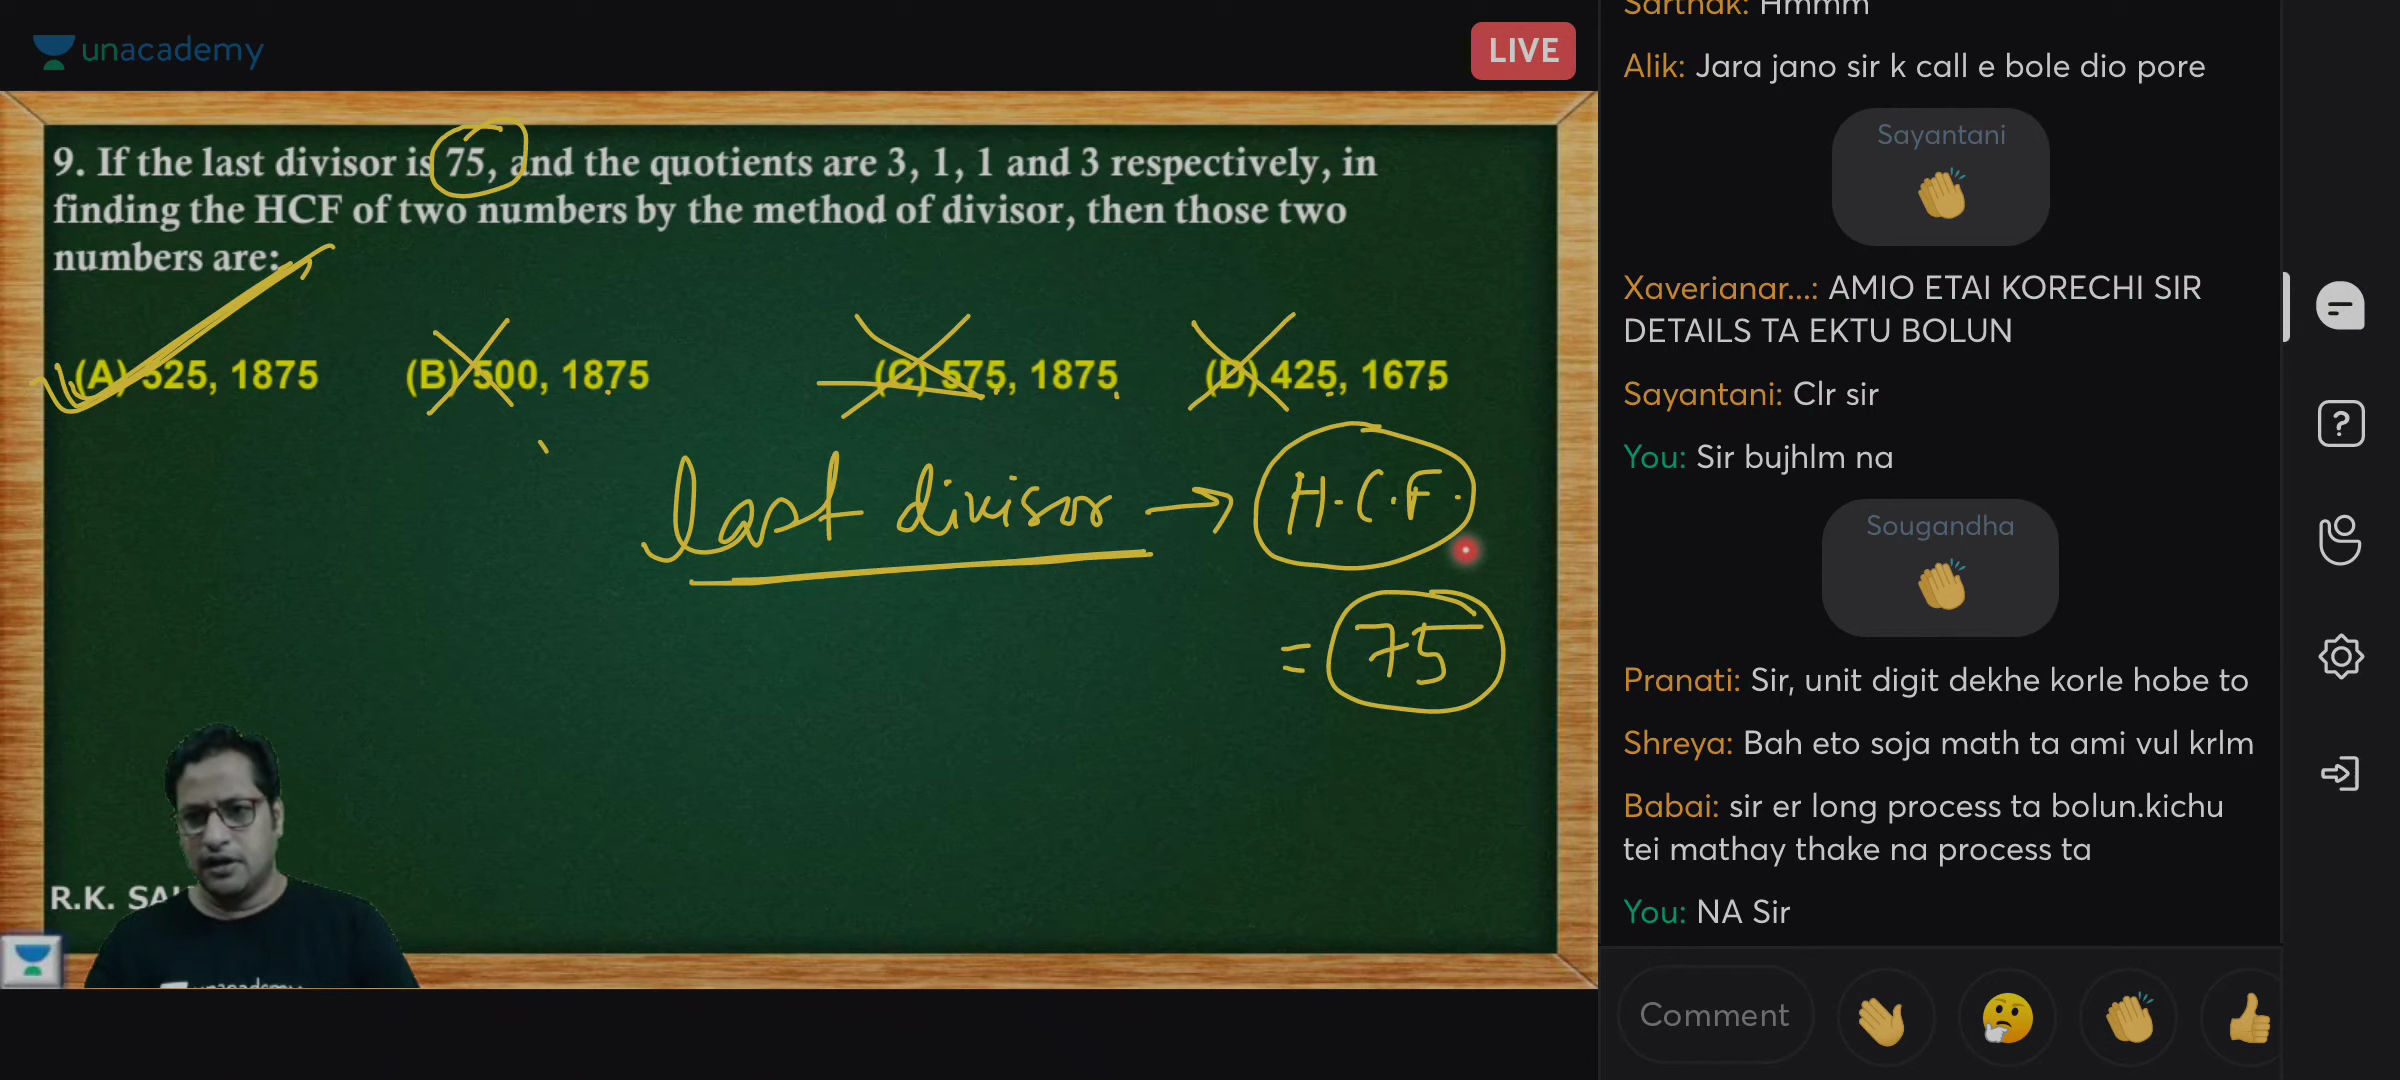 unacademy
LIVE
9. If the last divisor is 75, and the quotients are 3, 1, 1 and 3 respectively, in
finding the HCF of two numbers by the method of divisor, then those two
numbers are:
(A) 525, 1875 (B) 500, 1875 (C) 575, 1875 (D) 425, 1675
last divisor → H.C.F.
= 75
R.K.
unacademy
Sarthak: Hmmm
Alik: Jara jano sir k call e bole dio pore
Sayantani
Xaverianar...: AMIO ETAI KORECHI SIR
DETAILS TA EKTU BOLUN
Sayantani: Clr sir
You: Sir bujhlm na
Sougandha
Pranati: Sir, unit digit dekhe korle hobe to
Shreya: Bah eto soja math ta ami vul krlm
Babai: sir er long process ta bolun.kichu
tei mathay thake na process ta
You: NA Sir
Comment